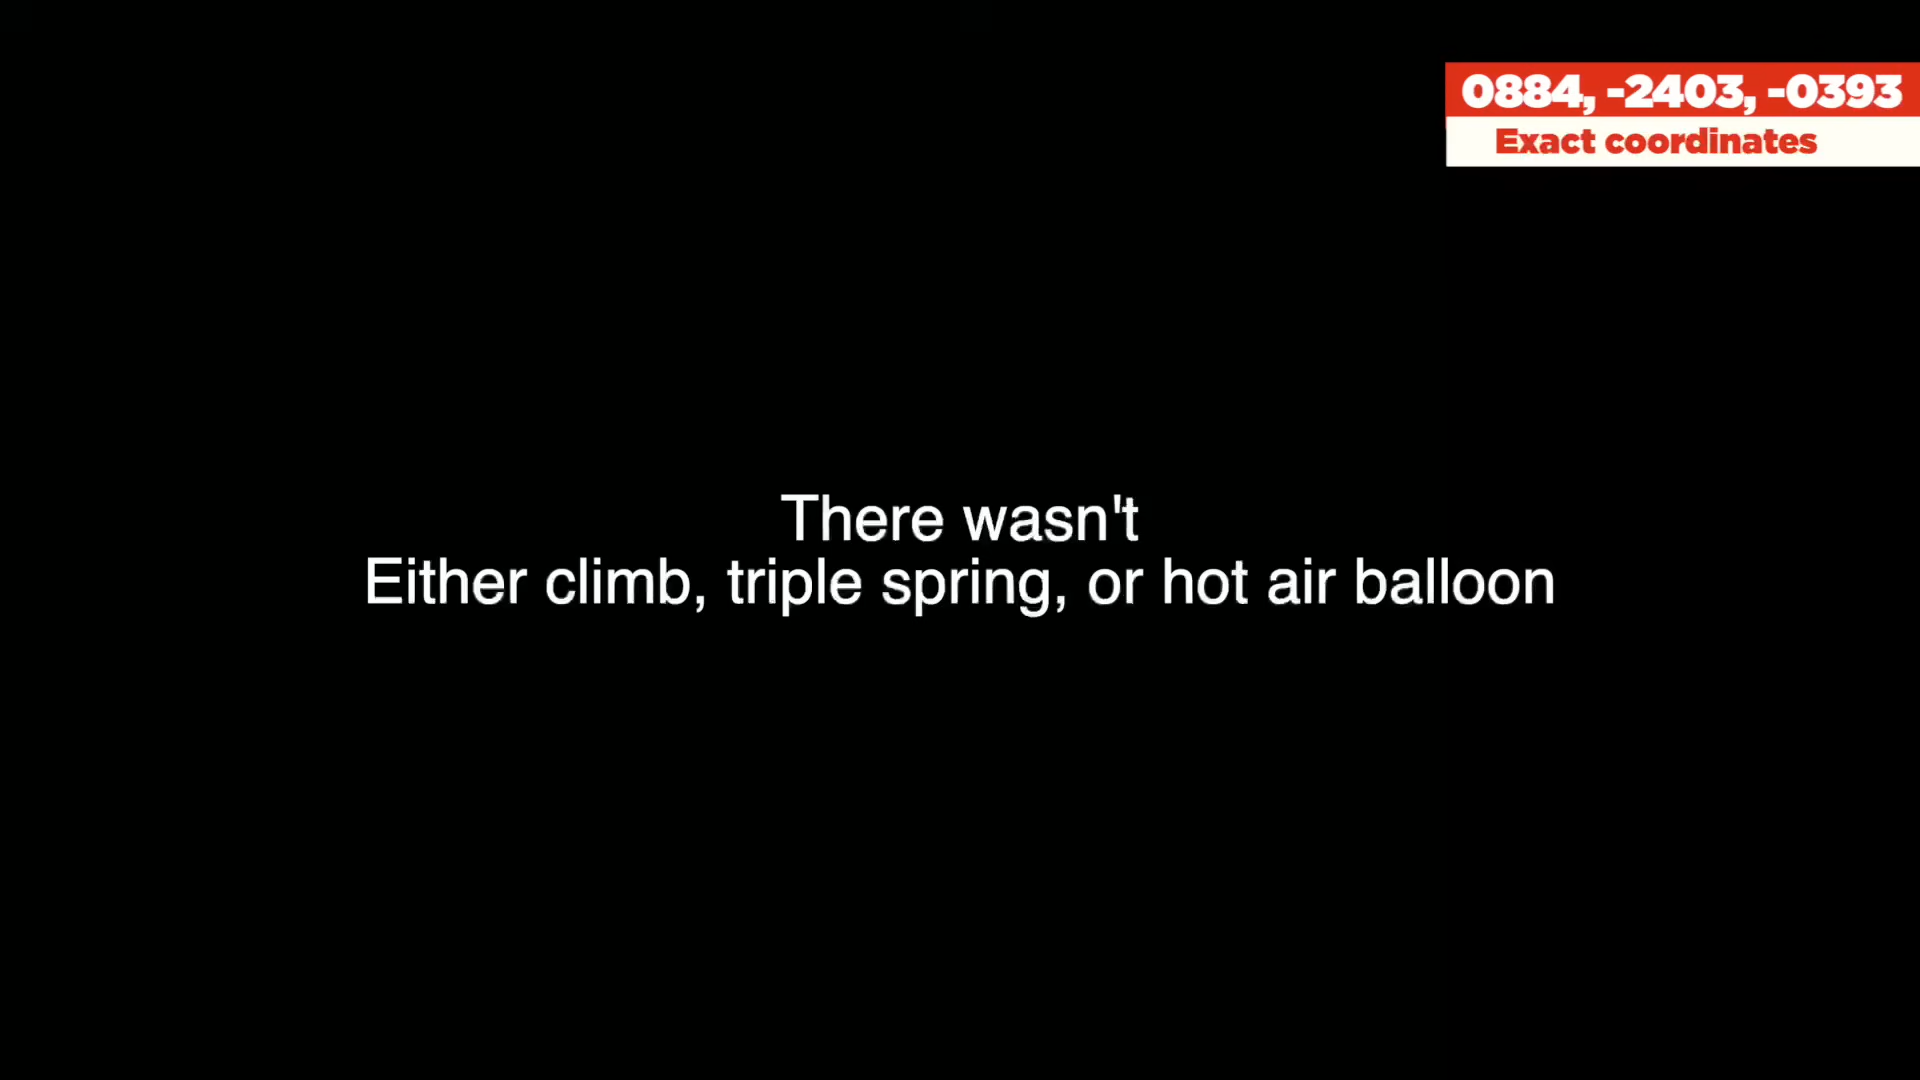 0884, -2403, -0393
Exact coordinates
There wasn't
Either climb, triple spring, or hot air balloon